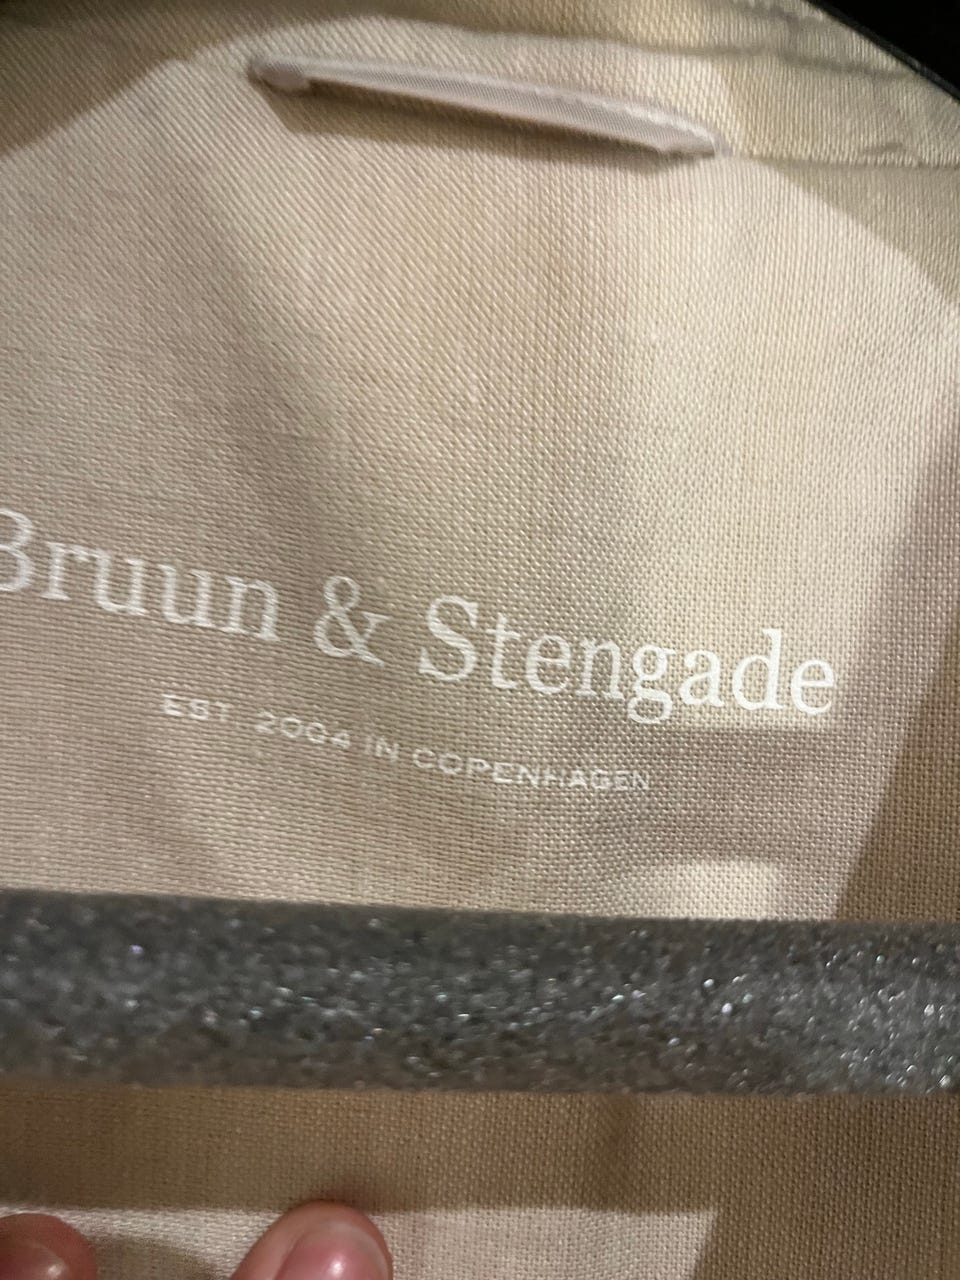 Bruun & Stengade
EST. 2004 IN COPENHAGEN